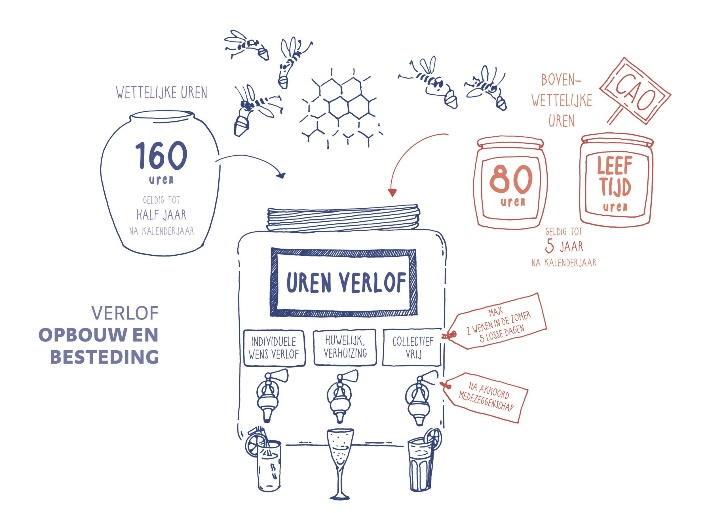 WETTELIJKE UREN
160
uren
GELDIG TOT
HALF JAAR
NA KALENDERJAAR
BOVEN-
WETTELIJKE
UREN
CAO
80
uren
LEEF
TIJD
uren
GELDIG TOT
5 JAAR
NA KALENDERJAAR
UREN VERLOF
INDIVIDUELE
WENS VERLOF
HUWELIJK,
VERHUIZING
COLLECTIEF
VRIJ
MAX
2 WEKEN IN DE ZOMER
5 LOSSE DAGEN
NA AKKOORD
MEDEZEGGENSCHAP
VERLOF
OPBOUW EN
BESTEDING